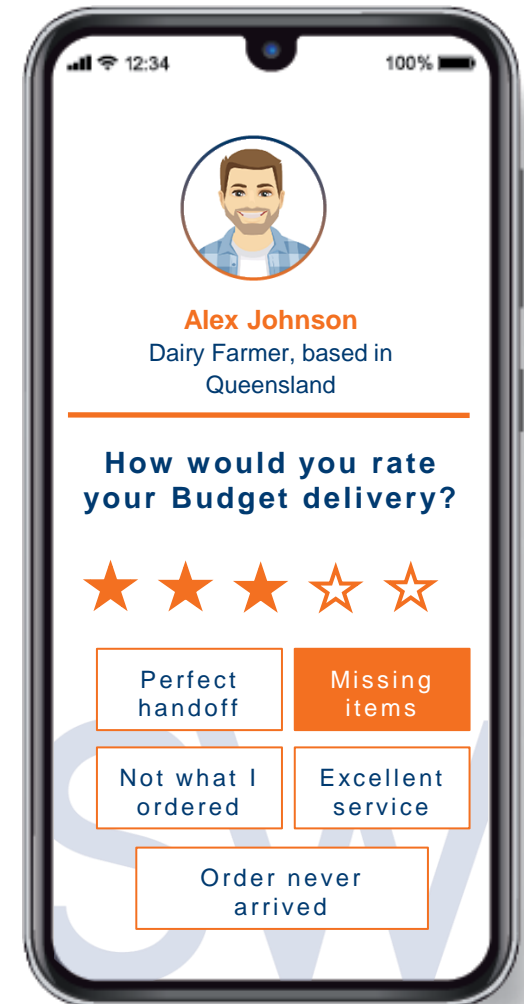 12:34 100%
Alex Johnson
Dairy Farmer, based in
Queensland
How would you rate
your Budget delivery?
Perfect
handoff
Missing
items
Not what I
ordered
Excellent
service
Order never
arrived
SW